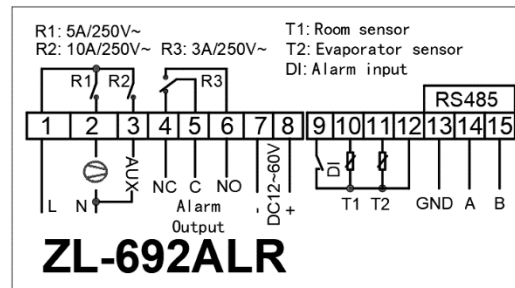 R1: 5A/250V~
R2: 10A/250V~ R3: 3A/250V~
T1: Room sensor
T2: Evaporator sensor
DI: Alarm input
R1 R2 R3 RS485
1 2 3 4 5 6 7 8 9 10 11 12 13 14 15
L N AUX NC C NO - DC12~60V + DI T1 T2 GND A B
Alarm
Output
ZL-692ALR